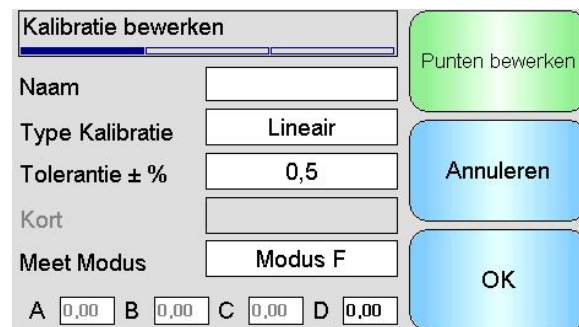 Kalibratie bewerken
Punten bewerken
Naam
Type Kalibratie Lineair
Tolerantie ± % 0,5
Annuleren
Kort
Meet Modus Modus F
OK
A 0,00 B 0,00 C 0,00 D 0,00